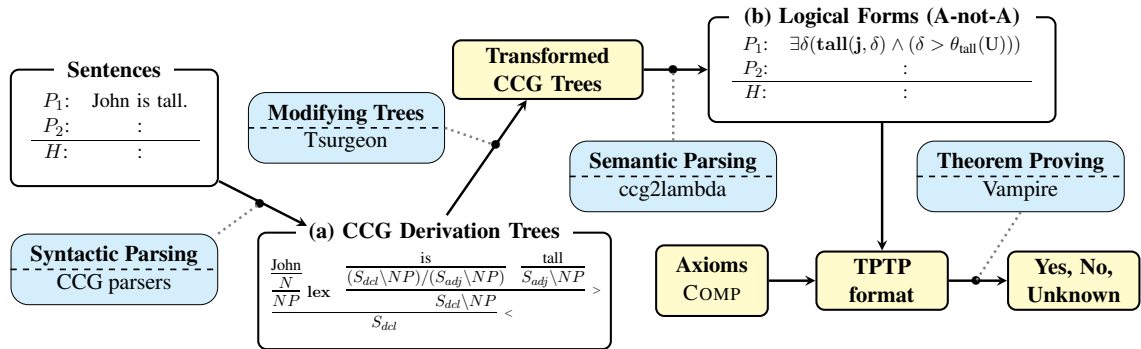 Sentences
P₁: John is tall.
P₂: :
H: :
Syntactic Parsing
CCG parsers
(a) CCG Derivation Trees
John is tall
N (S_dcl\NP)/(S_adj\NP) S_adj\NP
NP lex S_dcl\NP >
S_dcl <
Modifying Trees
Tsurgeon
Transformed
CCG Trees
Semantic Parsing
ccg2lambda
(b) Logical Forms (A-not-A)
P₁: ∃δ(tall(j, δ) ∧ (δ > θ_tall(U)))
P₂: :
H: :
Axioms
COMP
TPTP
format
Theorem Proving
Vampire
Yes, No,
Unknown